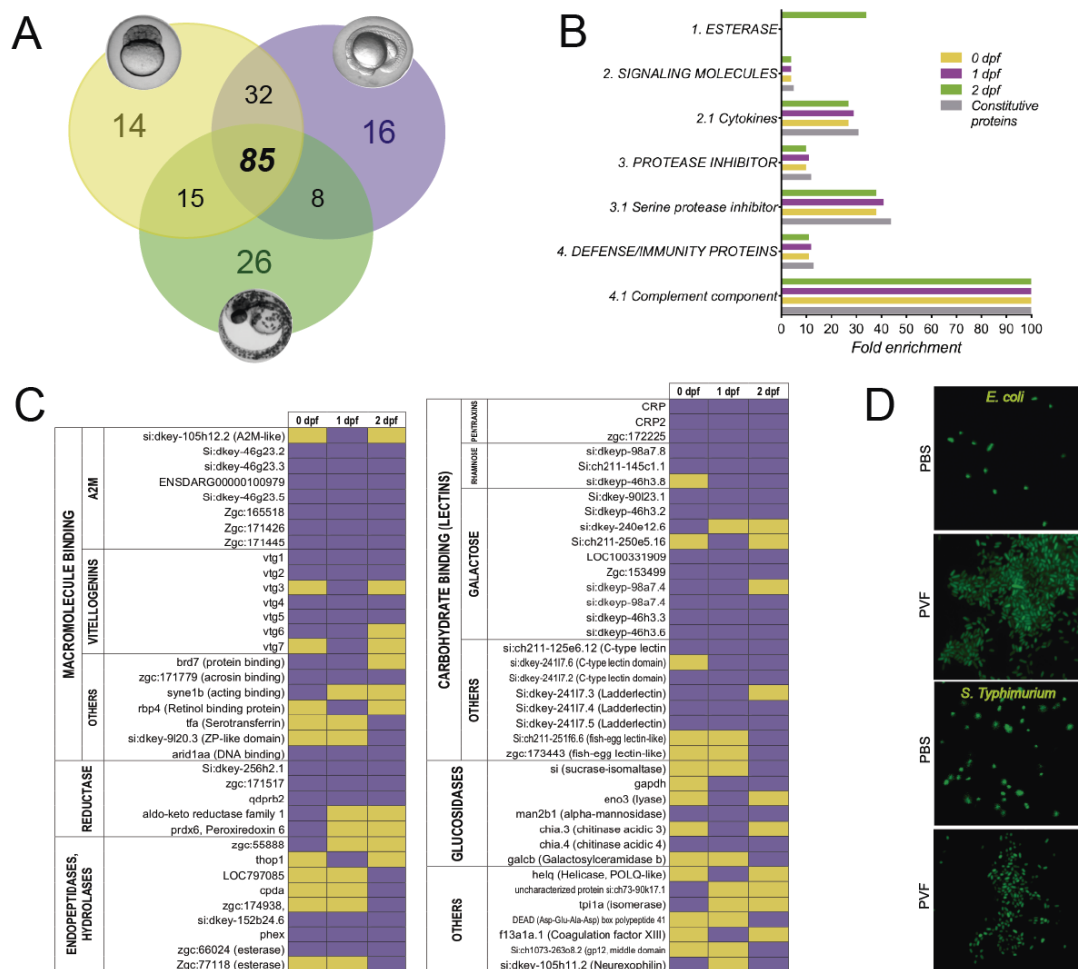 A
14
32
16
85
15
8
26
B
1. ESTERASE
2. SIGNALING MOLECULES
2.1 Cytokines
3. PROTEASE INHIBITOR
3.1 Serine protease inhibitor
4. DEFENSE/IMMUNITY PROTEINS
4.1 Complement component
0 10 20 30 40 50 60 70 80 90 100
Fold enrichment
0 dpf
1 dpf
2 dpf
Constitutive
proteins
C
0 dpf 1 dpf 2 dpf
MACROMOLECULE BINDING
A2M
si:dkey-105h12.2 (A2M-like)
Si:dkey-46g23.2
si:dkey-46g23.3
ENSDARG00000100979
Si:dkey-46g23.5
Zgc:165518
Zgc:171426
Zgc:171445
VITELLOGENINS
vtg1
vtg2
vtg3
vtg4
vtg5
vtg6
vtg7
OTHERS
brd7 (protein binding)
zgc:171779 (acrosin binding)
syne1b (acting binding)
rbp4 (Retinol binding protein)
tfa (Serotransferrin)
si:dkey-9l20.3 (ZP-like domain)
arid1aa (DNA binding)
REDUCTASE
Si:dkey-256h2.1
zgc:171517
qdprb2
aldo-keto reductase family 1
prdx6, Peroxiredoxin 6
ENDOPEPTIDASES,
HYDROLASES
zgc:55888
thop1
LOC797085
cpda
zgc:174938,
si:dkey-152b24.6
phex
zgc:66024 (esterase)
Zgc:77118 (esterase)
0 dpf 1 dpf 2 dpf
CARBOHYDRATE BINDING (LECTINS)
PENTRAXINS
CRP
CRP2
zgc:172225
RHAMNOSE
si:dkeyp-98a7.8
Si:ch211-145c1.1
si:dkeyp-46h3.8
GALACTOSE
Si:dkey-90l23.1
Si:dkeyp-46h3.2
si:dkey-240e12.6
Si:ch211-250e5.16
LOC100331909
Zgc:153499
si:dkeyp-98a7.4
si:dkeyp-98a7.4
si:dkeyp-46h3.3
si:dkeyp-46h3.6
OTHERS
si:ch211-125e6.12 (C-type lectin
si:dkey-241l7.6 (C-type lectin domain)
Si:dkey-241l7.2 (C-type lectin domain)
Si:dkey-241l7.3 (Ladderlectin)
Si:dkey-241l7.4 (Ladderlectin)
Si:dkey-241l7.5 (Ladderlectin)
Si:ch211-251f6.6 (fish-egg lectin-like)
zgc:173443 (fish-egg lectin-like)
GLUCOSIDASES
si (sucrase-isomaltase)
gapdh
eno3 (lyase)
man2b1 (alpha-mannosidase)
chia.3 (chitinase acidic 3)
chia.4 (chitinase acidic 4)
galcb (Galactosylceramidase b)
OTHERS
helq (Helicase, POLQ-like)
uncharacterized protein si:ch73-90k17.1
tpi1a (isomerase)
DEAD (Asp-Glu-Ala-Asp) box polypeptide 41
f13a1a.1 (Coagulation factor XIII)
Si:ch1073-263o8.2 (gp12, middle domain
si:dkey-105h11.2 (Neurexophilin)
D
E. coli
PBS
PVF
S. Typhimurium
PBS
PVF